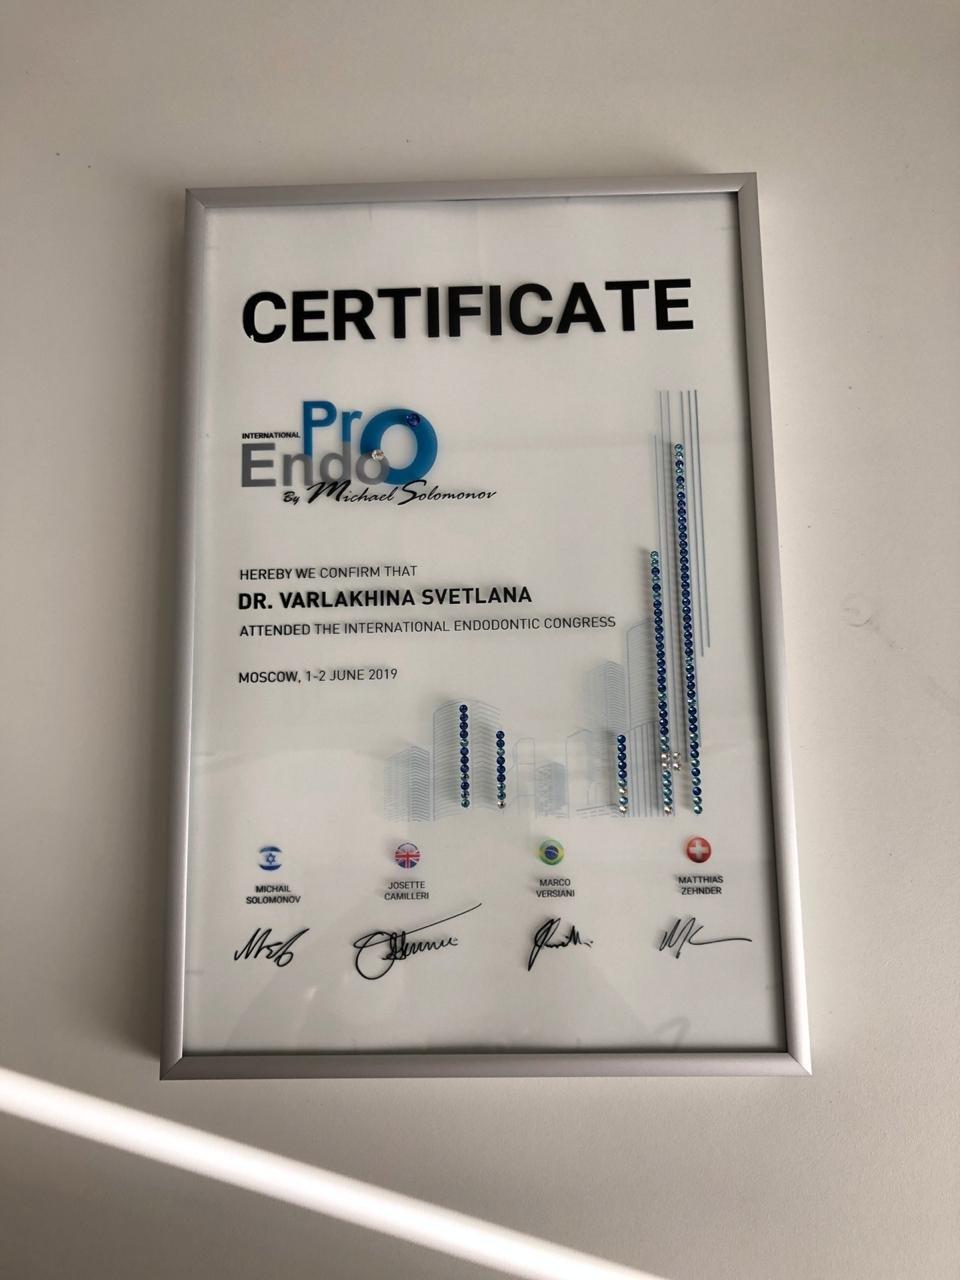 CERTIFICATE
Pro
INTERNATIONAL
Endo
By Michael Solomonov
HEREBY WE CONFIRM THAT
DR. VARLAKHINA SVETLANA
ATTENDED THE INTERNATIONAL ENDODONTIC CONGRESS
MOSCOW, 1-2 JUNE 2019
MICHAIL
SOLOMONOV
JOSETTE
CAMILLERI
MARCO
VERSIANI
MATTHIAS
ZEHNDER